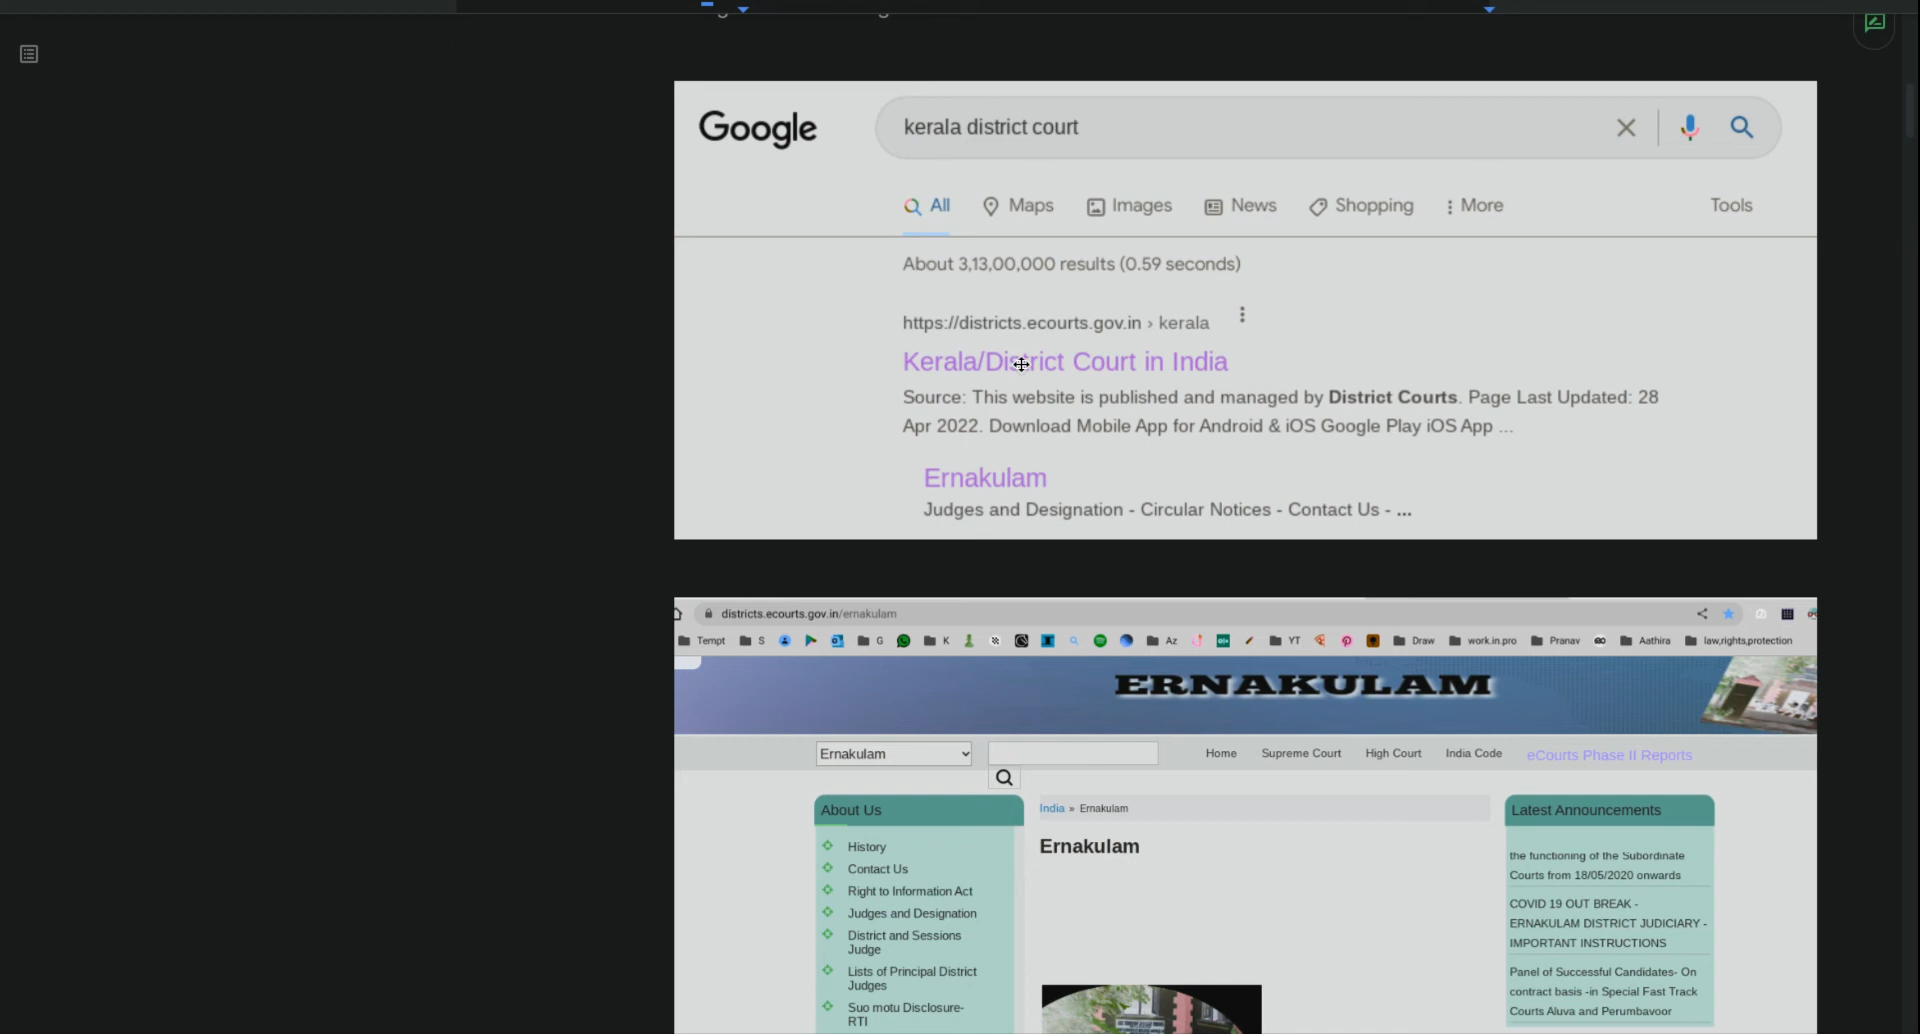 Google
kerala district court
All Maps Images News Shopping More Tools
About 3,13,00,000 results (0.59 seconds)
https://districts.ecourts.gov.in › kerala
Kerala/District Court in India
Source: This website is published and managed by District Courts. Page Last Updated: 28
Apr 2022. Download Mobile App for Android & iOS Google Play iOS App ...
Ernakulam
Judges and Designation - Circular Notices - Contact Us - ...
districts.ecourts.gov.in/ernakulam
Tempt S G K Az YT Draw work.in.pro Pranav Aathira law,rights,protection
ERNAKULAM
Ernakulam
Home Supreme Court High Court India Code eCourts Phase II Reports
About Us
History
Contact Us
Right to Information Act
Judges and Designation
District and Sessions
Judge
Lists of Principal District
Judges
Suo motu Disclosure-
RTI
India » Ernakulam
Ernakulam
Latest Announcements
the functioning of the Subordinate
Courts from 18/05/2020 onwards
COVID 19 OUT BREAK -
ERNAKULAM DISTRICT JUDICIARY -
IMPORTANT INSTRUCTIONS
Panel of Successful Candidates- On
contract basis -in Special Fast Track
Courts Aluva and Perumbavoor